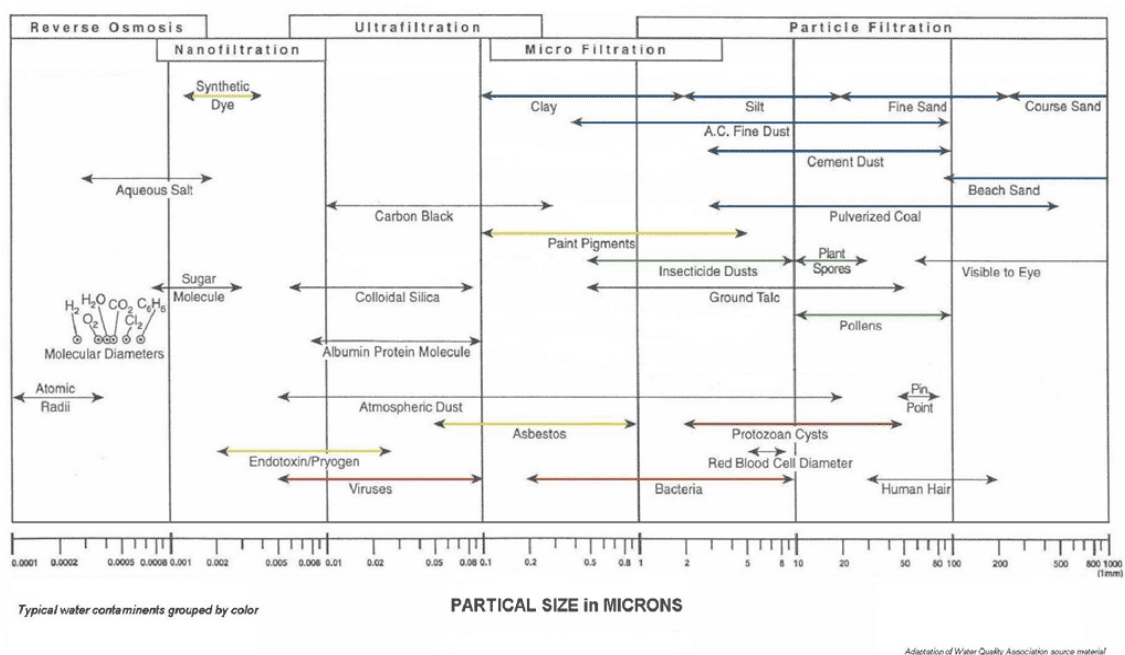 Reverse Osmosis
Ultrafiltration
Particle Filtration
Nanofiltration
Micro Filtration
Synthetic
Dye
Clay
Silt
Fine Sand
Course Sand
A.C. Fine Dust
Cement Dust
Aqueous Salt
Beach Sand
Carbon Black
Pulverized Coal
Paint Pigments
Insecticide Dusts
Plant
Spores
Visible to Eye
Sugar
Molecule
Colloidal Silica
Ground Talc
H2 H2O CO2 C6H6
O2 Cl2
Pollens
Molecular Diameters
Albumin Protein Molecule
Atomic
Radii
Atmospheric Dust
Pin
Point
Asbestos
Protozoan Cysts
Endotoxin/Pryogen
Red Blood Cell Diameter
Viruses
Bacteria
Human Hair
0.0001 0.0002 0.0005 0.0008 0.001 0.002 0.005 0.008 0.01 0.02 0.05 0.08 0.1 0.2 0.5 0.8 1 2 5 8 10 20 50 80 100 200 500 800 1000
(1mm)
Typical water contaminents grouped by color
PARTICAL SIZE in MICRONS
Adaptation of Water Quality Association source material